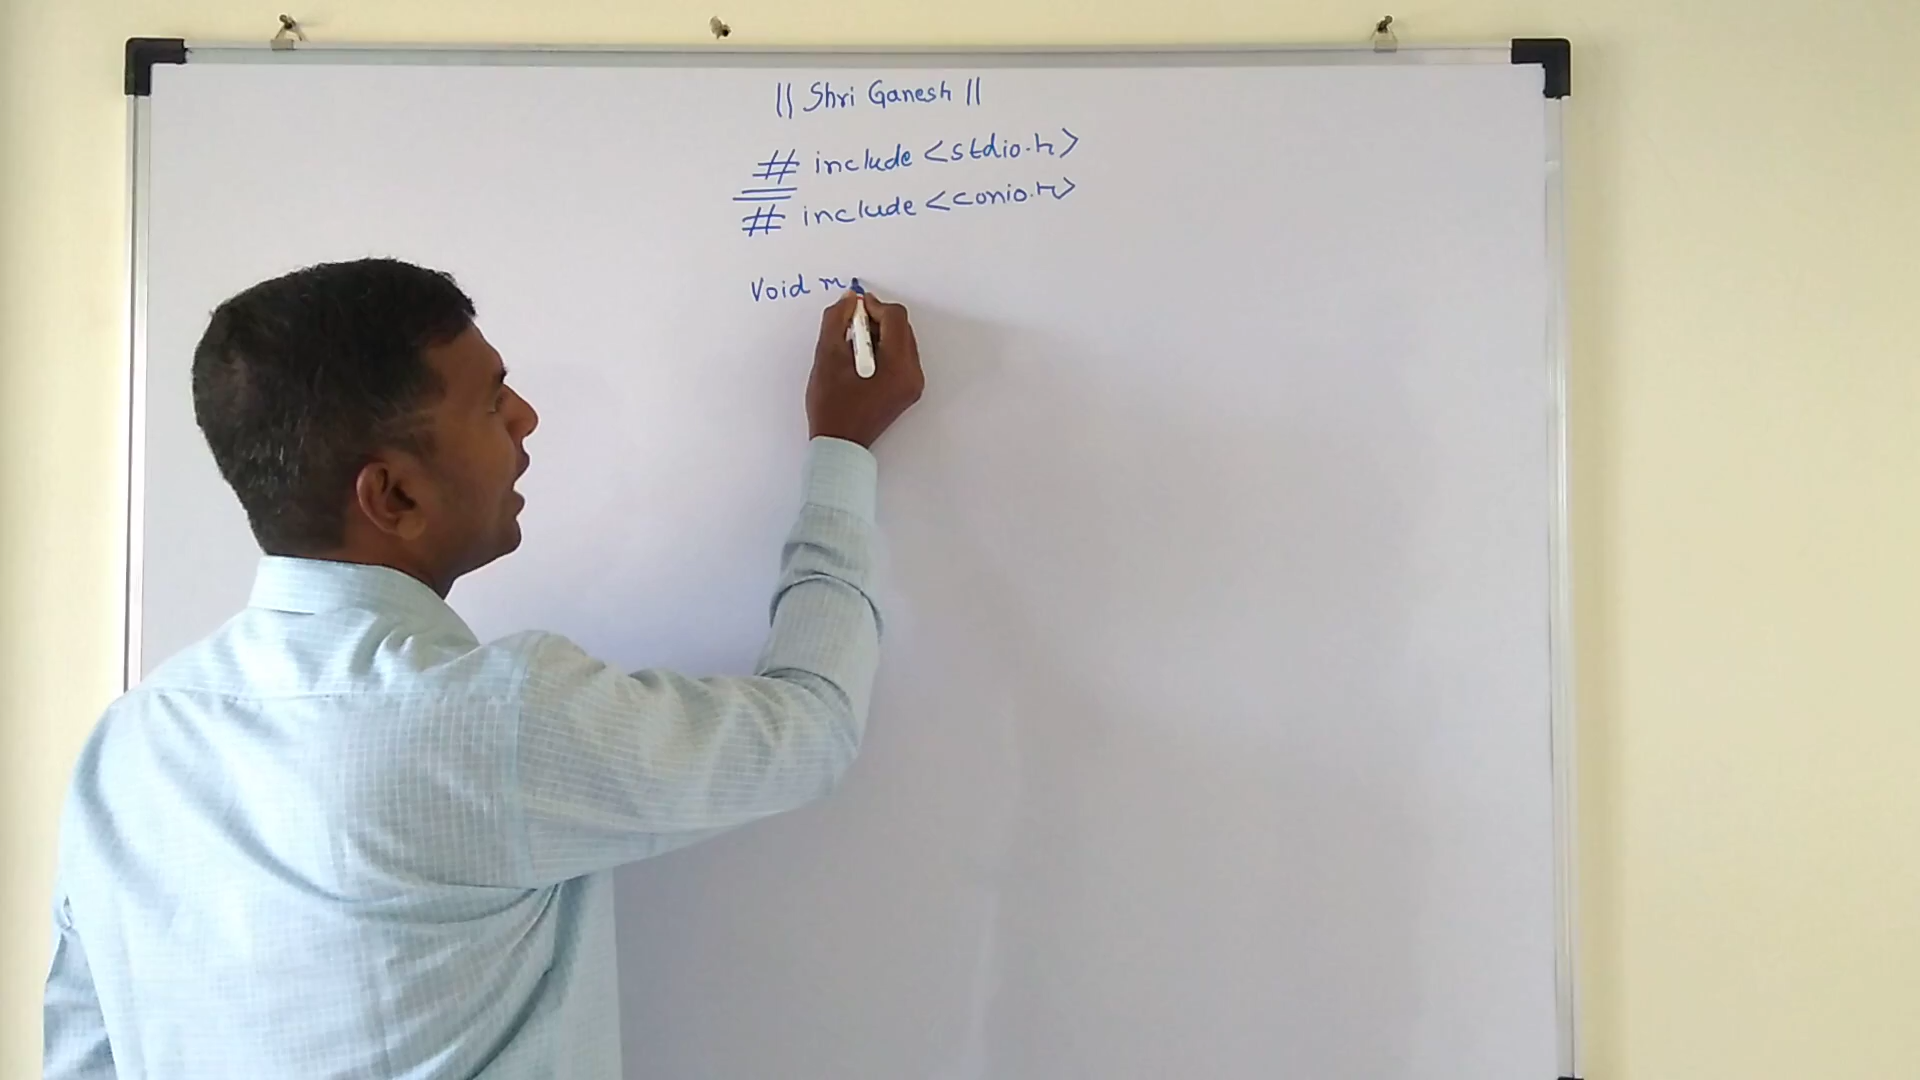 || Shri Ganesh ||
# include <stdio.h>
# include <conio.h>
Void m